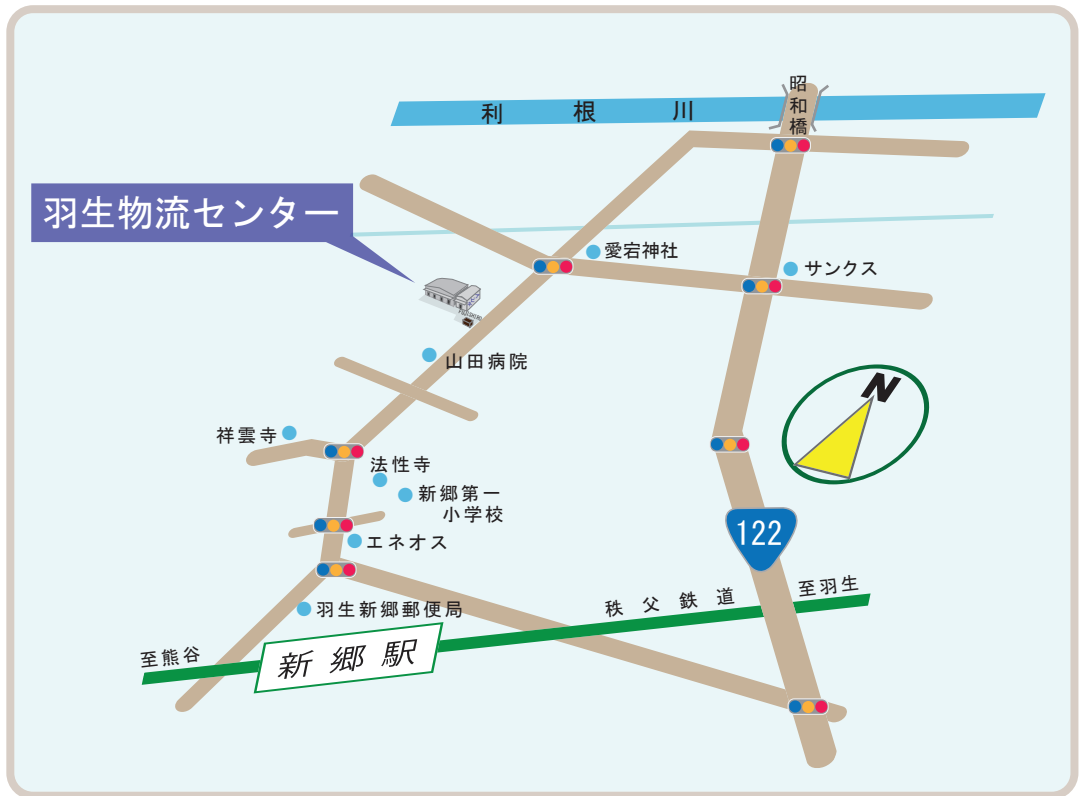 昭和橋
利根川
羽生物流センター
愛宕神社
サンクス
山田病院
N
祥雲寺
法性寺
新郷第一
小学校
122
エネオス
羽生新郷郵便局
秩父鉄道
至羽生
至熊谷
新郷駅